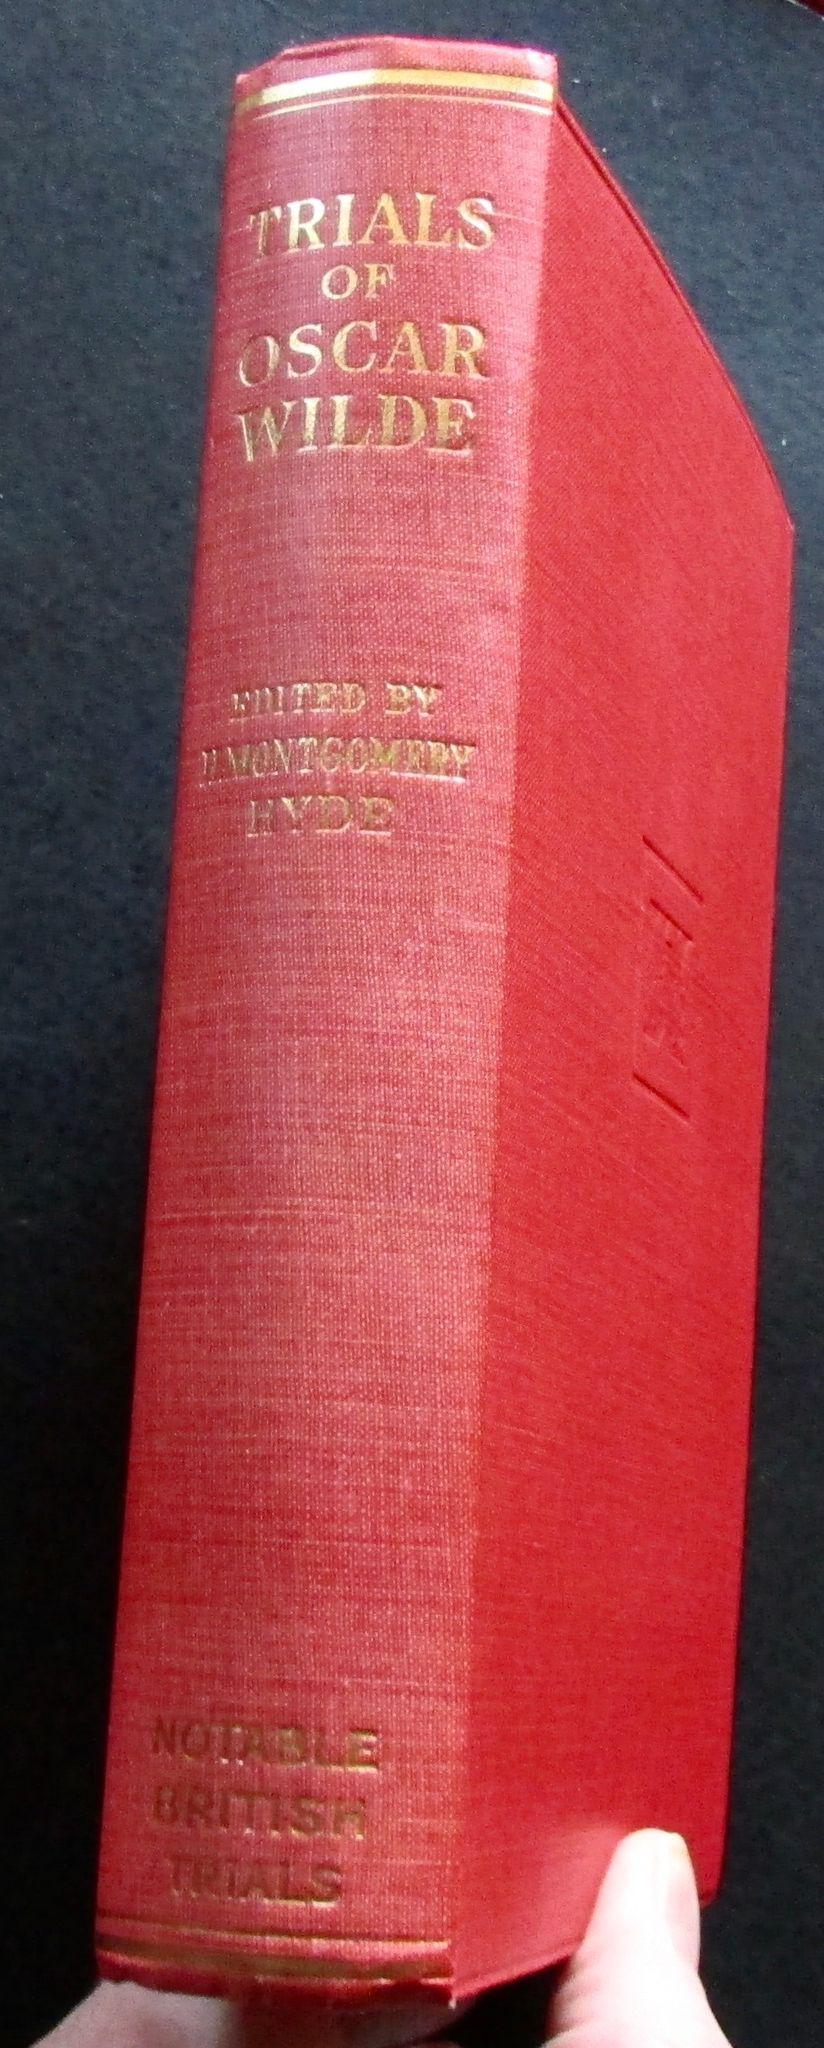 TRIALS
OF
OSCAR
WILDE
EDITED BY
H. MONTGOMERY
HYDE
NOTABLE
BRITISH
TRIALS